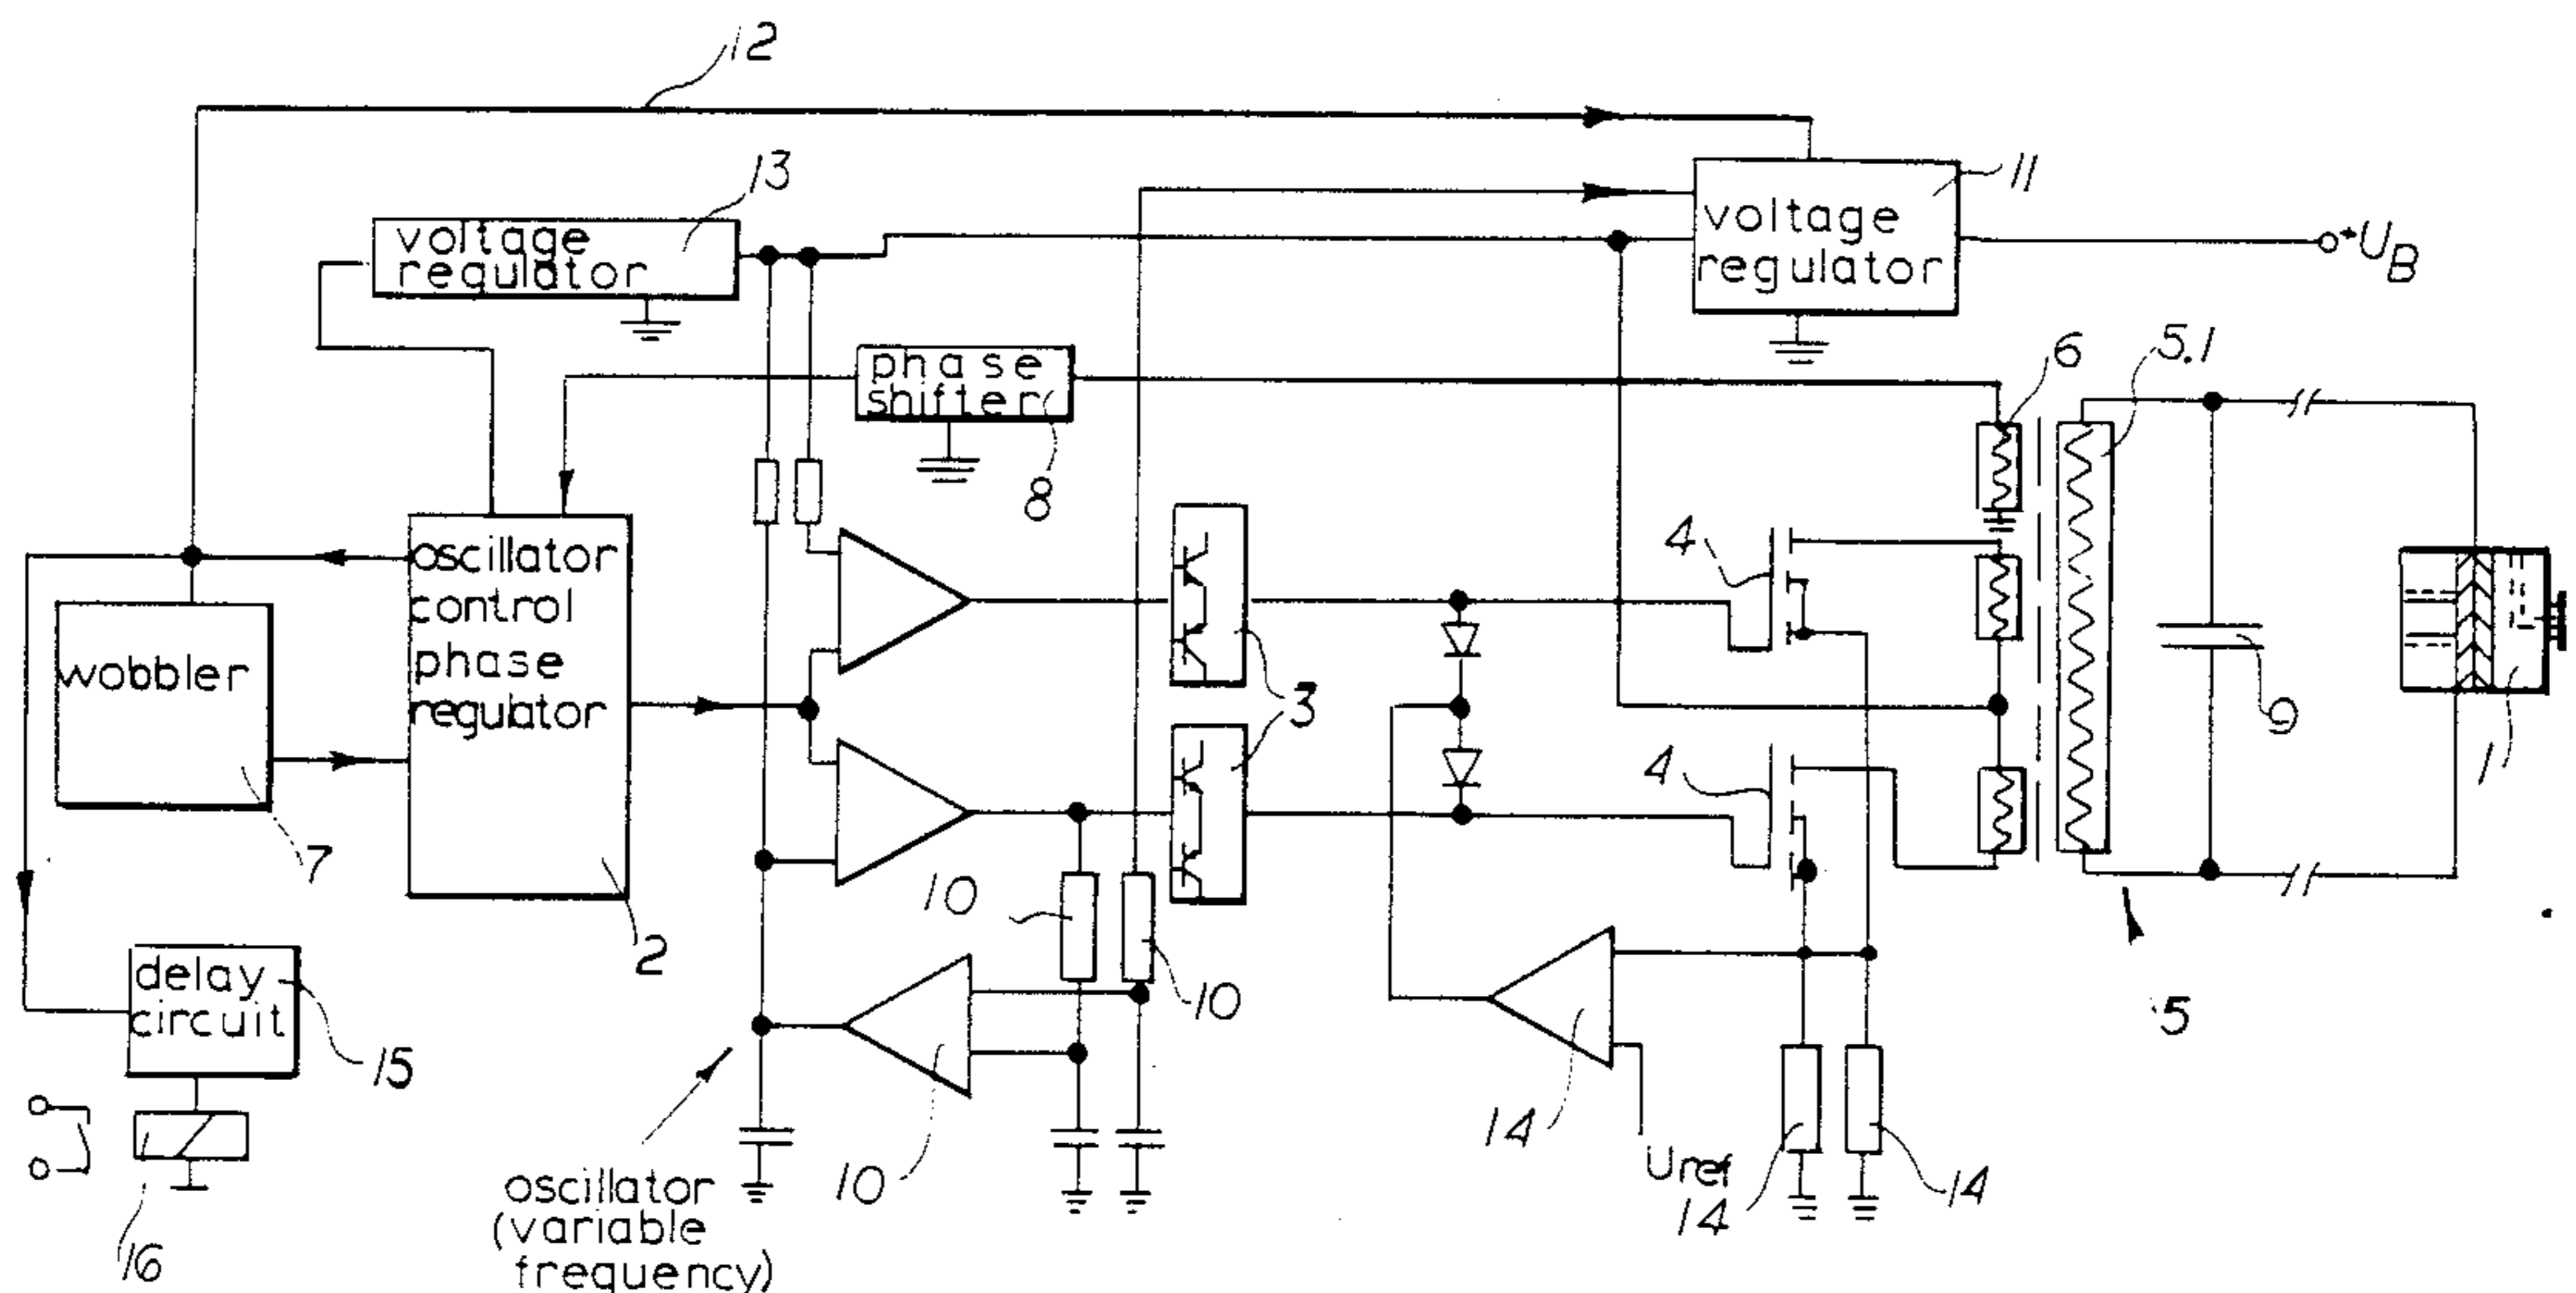 12
13
11
voltage
regulator
voltage
regulator
+UB
phase
shifter
8
6
5.1
oscillator
control
phase
regulator
wobbler
4
3
4
9
1
7
2
10
10
delay
circuit
15
5
14
10
Uref
14
14
16
oscillator
(variable
frequency)